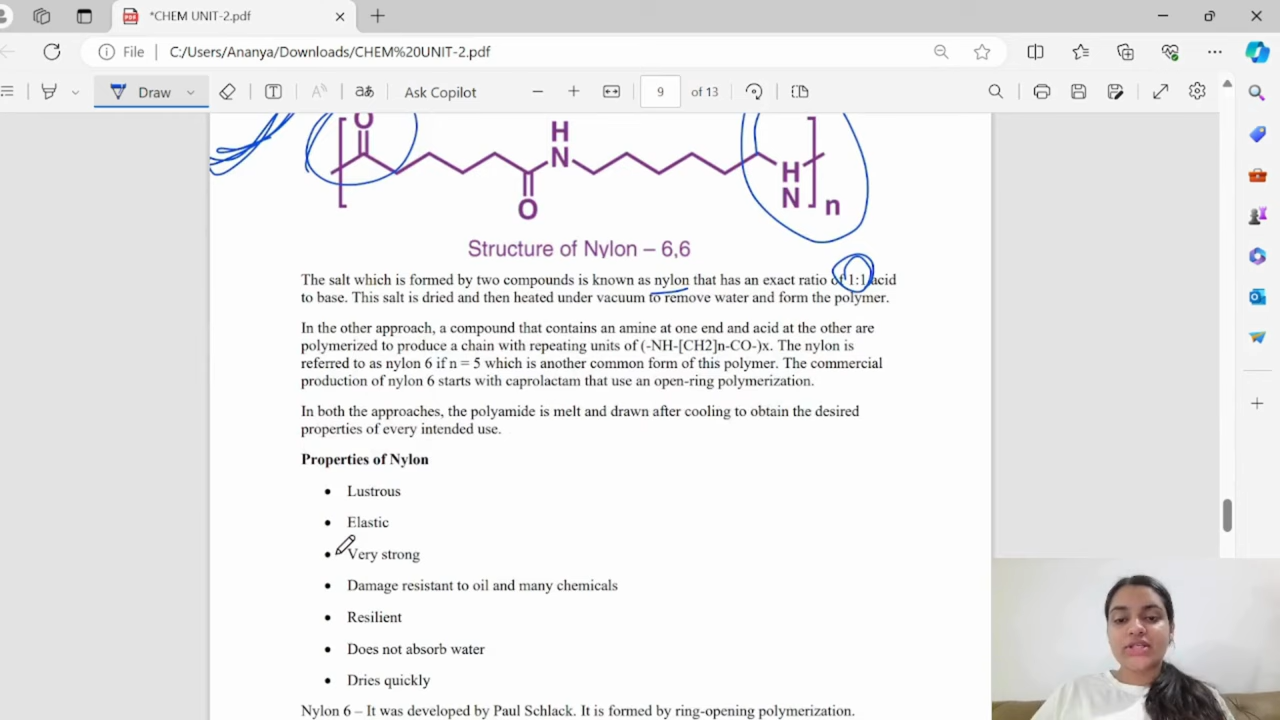 *CHEM UNIT-2.pdf
File
C:/Users/Ananya/Downloads/CHEM%20UNIT-2.pdf
Draw
T
A
aあ
Ask Copilot
9
of 13
O
H
N
O
H
N
n
Structure of Nylon – 6,6
The salt which is formed by two compounds is known as nylon that has an exact ratio of 1:1 acid
to base. This salt is dried and then heated under vacuum to remove water and form the polymer.
In the other approach, a compound that contains an amine at one end and acid at the other are
polymerized to produce a chain with repeating units of (-NH-[CH2]n-CO-)x. The nylon is
referred to as nylon 6 if n = 5 which is another common form of this polymer. The commercial
production of nylon 6 starts with caprolactam that use an open-ring polymerization.
In both the approaches, the polyamide is melt and drawn after cooling to obtain the desired
properties of every intended use.
Properties of Nylon
• Lustrous
• Elastic
• Very strong
• Damage resistant to oil and many chemicals
• Resilient
• Does not absorb water
• Dries quickly
Nylon 6 – It was developed by Paul Schlack. It is formed by ring-opening polymerization.